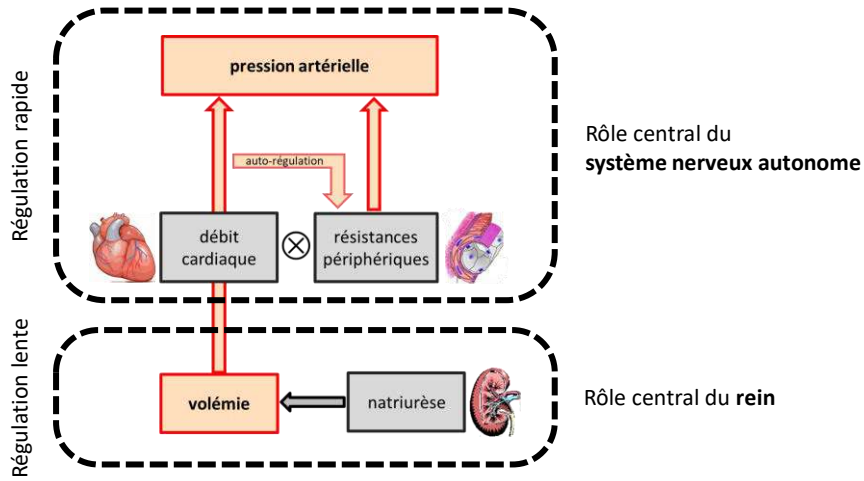 Régulation rapide
pression artérielle
auto-régulation
débit
cardiaque
résistances
périphériques
Rôle central du
système nerveux autonome
Régulation lente
volémie
natriurèse
Rôle central du rein